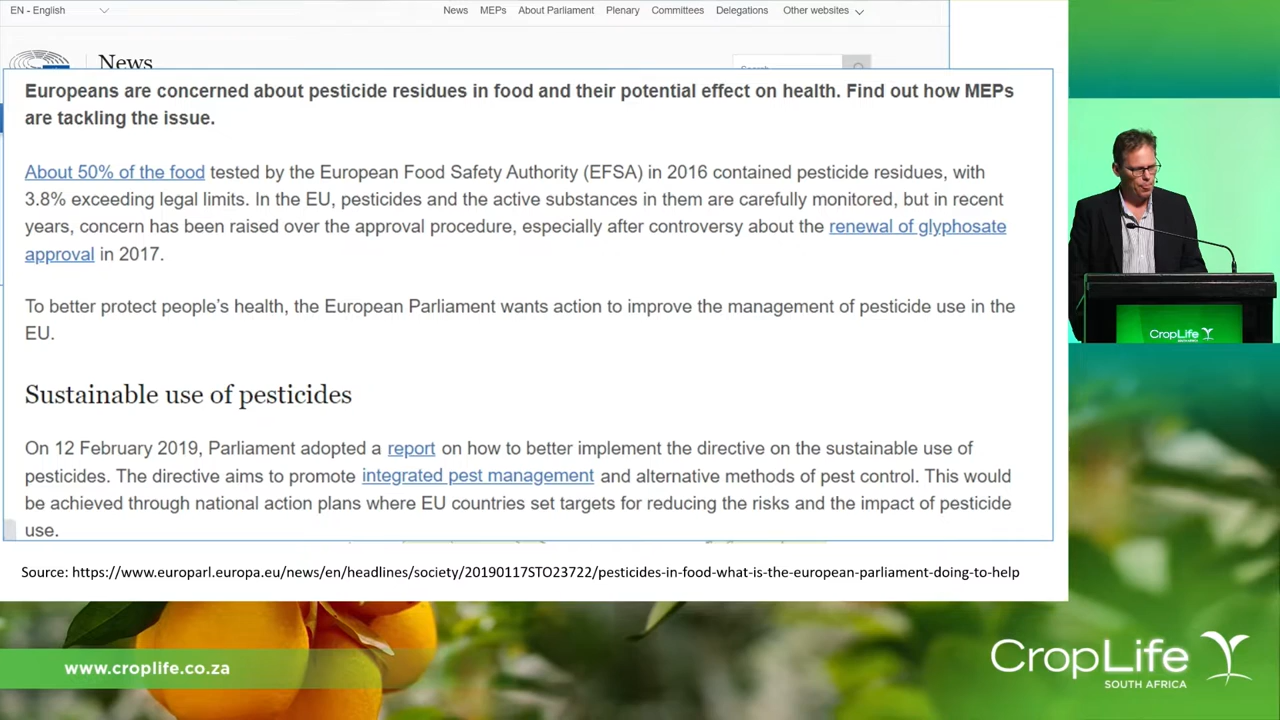 EN - English
News MEPs About Parliament Plenary Committees Delegations Other websites
News
Search
Europeans are concerned about pesticide residues in food and their potential effect on health. Find out how MEPs
are tackling the issue.
About 50% of the food tested by the European Food Safety Authority (EFSA) in 2016 contained pesticide residues, with
3.8% exceeding legal limits. In the EU, pesticides and the active substances in them are carefully monitored, but in recent
years, concern has been raised over the approval procedure, especially after controversy about the renewal of glyphosate
approval in 2017.
To better protect people’s health, the European Parliament wants action to improve the management of pesticide use in the
EU.
Sustainable use of pesticides
On 12 February 2019, Parliament adopted a report on how to better implement the directive on the sustainable use of
pesticides. The directive aims to promote integrated pest management and alternative methods of pest control. This would
be achieved through national action plans where EU countries set targets for reducing the risks and the impact of pesticide
use.
Source: https://www.europarl.europa.eu/news/en/headlines/society/20190117STO23722/pesticides-in-food-what-is-the-european-parliament-doing-to-help
CropLife
SOUTH AFRICA
www.croplife.co.za
CropLife
SOUTH AFRICA